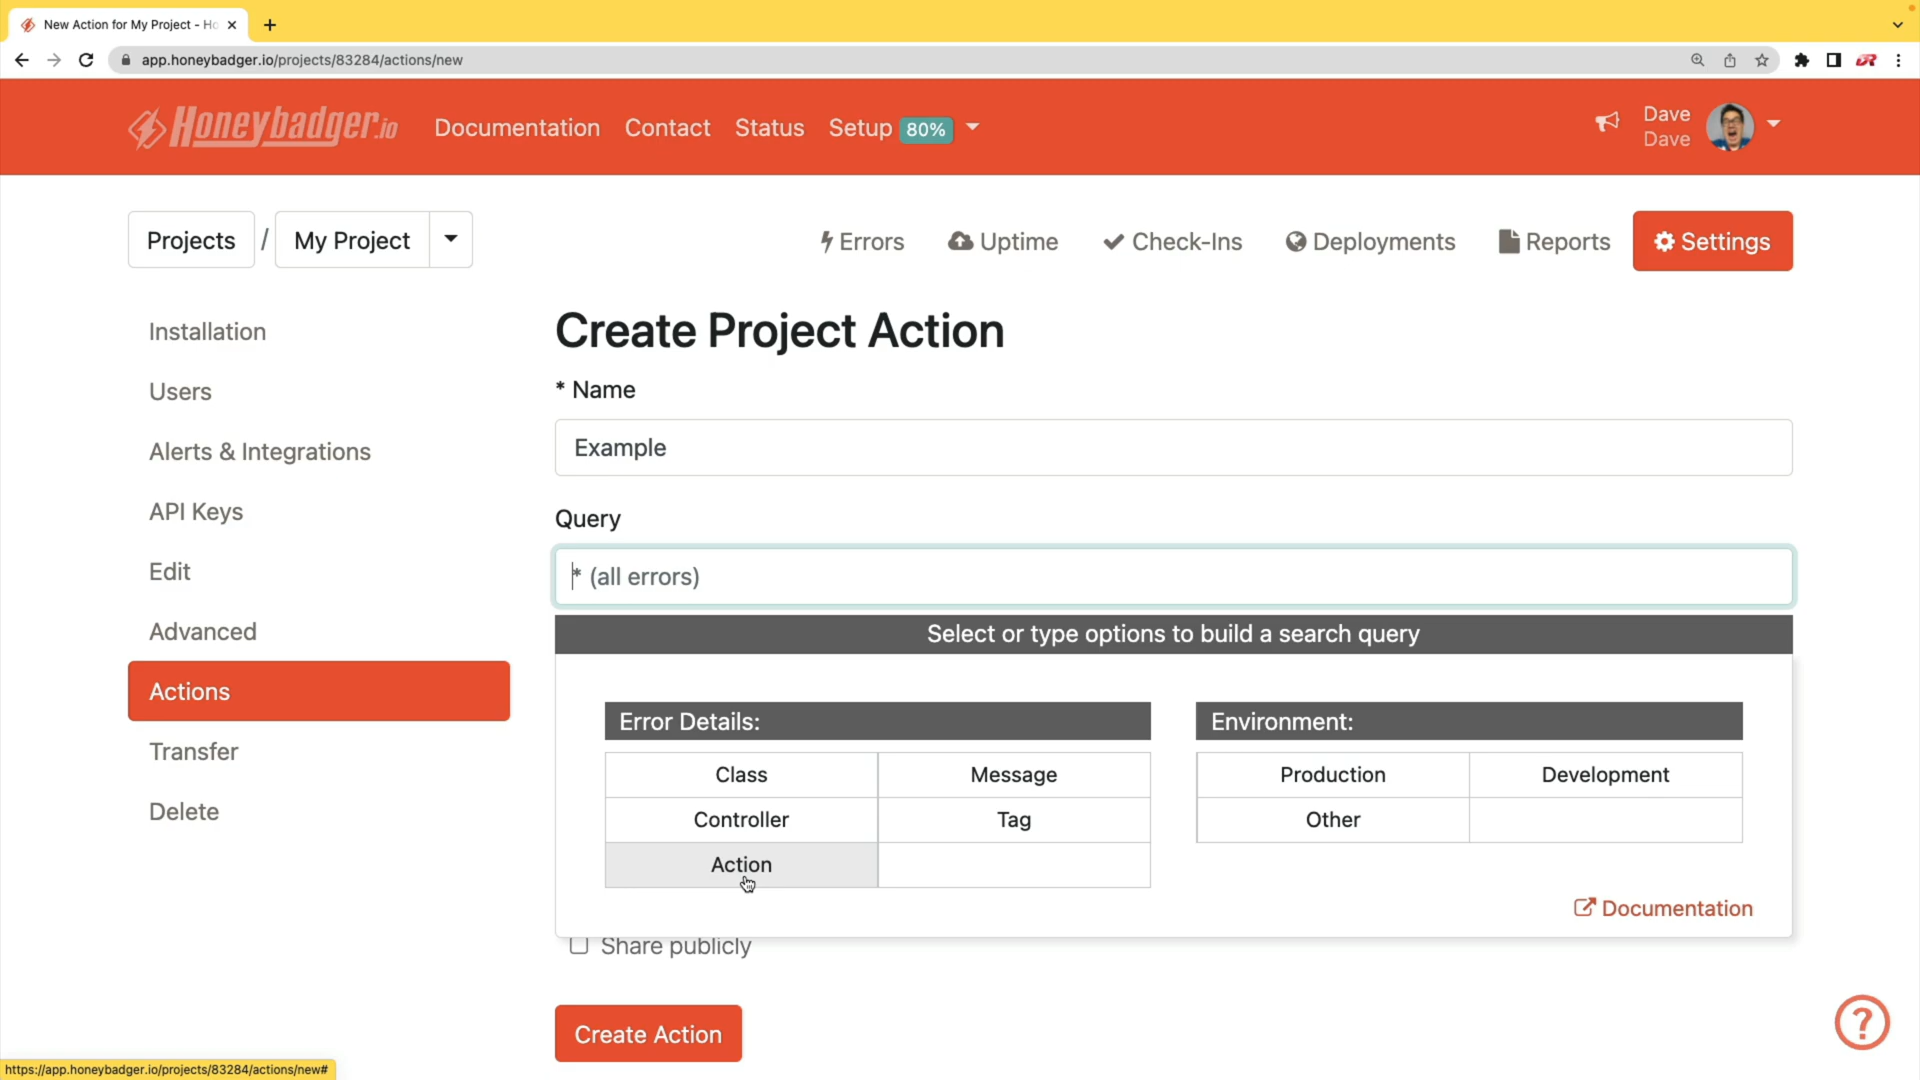 New Action for My Project - Ho
app.honeybadger.io/projects/83284/actions/new
Honeybadger.io
Documentation
Contact
Status
Setup 80%
Dave
Dave
Projects / My Project
Errors
Uptime
Check-Ins
Deployments
Reports
Settings
Installation
Users
Alerts & Integrations
API Keys
Edit
Advanced
Actions
Transfer
Delete
Create Project Action
* Name
Example
Query
* (all errors)
Select or type options to build a search query
Error Details:
Class
Message
Controller
Tag
Action
Environment:
Production
Development
Other
Documentation
Share publicly
Create Action
?
https://app.honeybadger.io/projects/83284/actions/new#